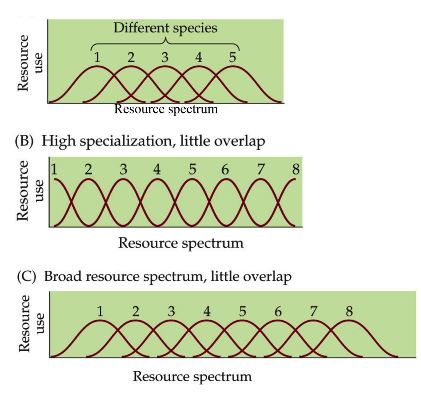 Different species
1 2 3 4 5
Resource
use
Resource spectrum
(B) High specialization, little overlap
1 2 3 4 5 6 7 8
Resource
use
Resource spectrum
(C) Broad resource spectrum, little overlap
1 2 3 4 5 6 7 8
Resource
use
Resource spectrum